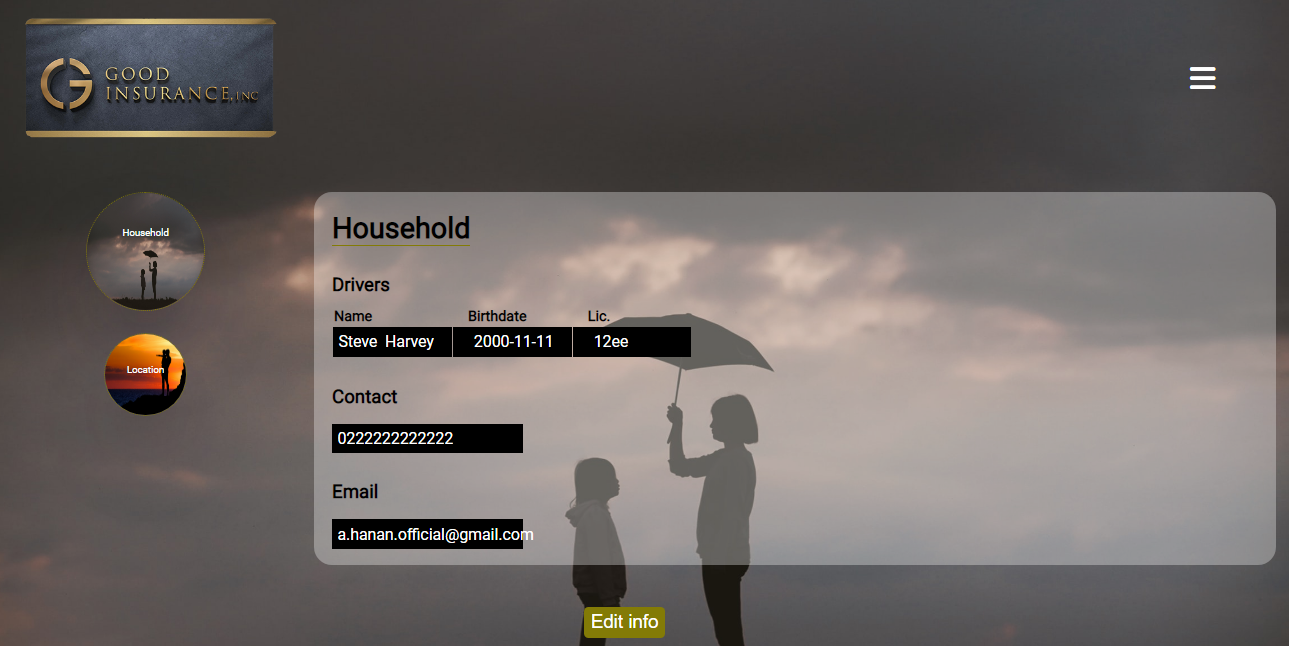 GOOD
INSURANCE, INC
Household
Location
Household
Drivers
Name Birthdate Lic.
Steve Harvey 2000-11-11 12ee
Contact
0222222222222
Email
a.hanan.official@gmail.com
Edit info